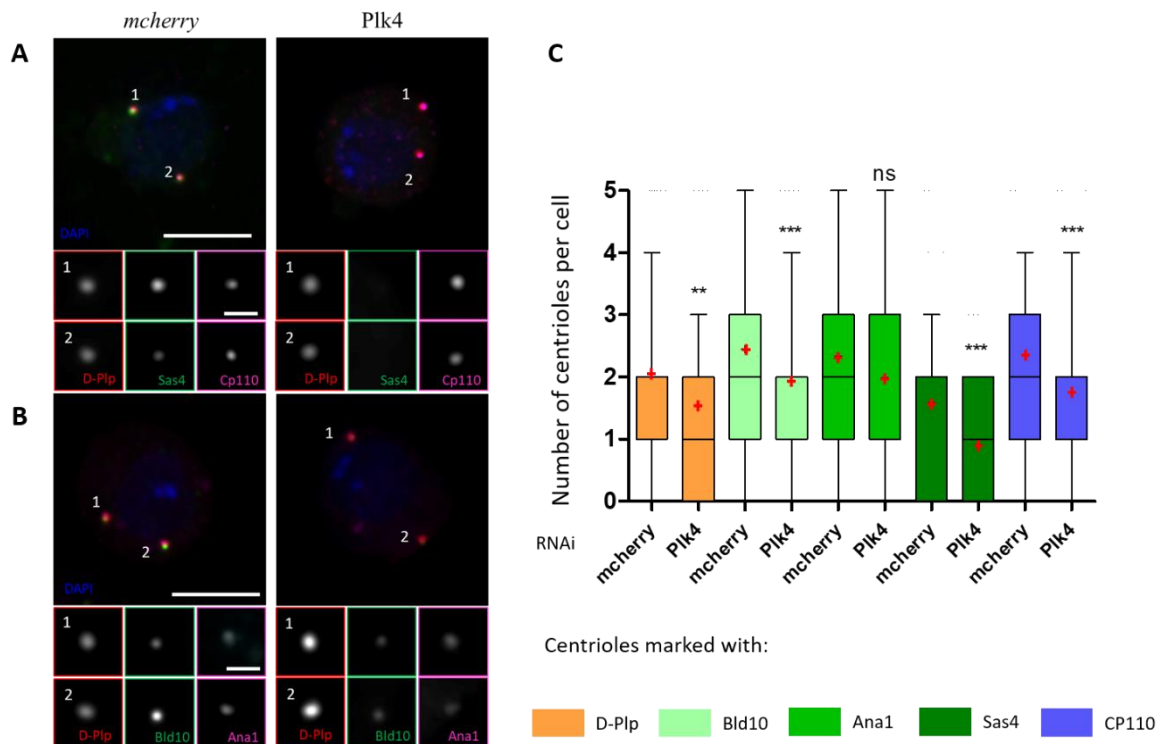 mcherry Plk4
A
1
2
DAPI
1
2
1
D-Plp Sas4 Cp110
2
D-Plp Sas4 Cp110
B
1
2
DAPI
1
2
1
2
D-Plp Bld10 Ana1
1
2
D-Plp Bld10 Ana1
C
Number of centrioles per cell
5
4
3
2
1
0
** *** ns *** ***
RNAi mcherry Plk4 mcherry Plk4 mcherry Plk4 mcherry Plk4 mcherry Plk4
Centrioles marked with:
D-Plp Bld10 Ana1 Sas4 CP110